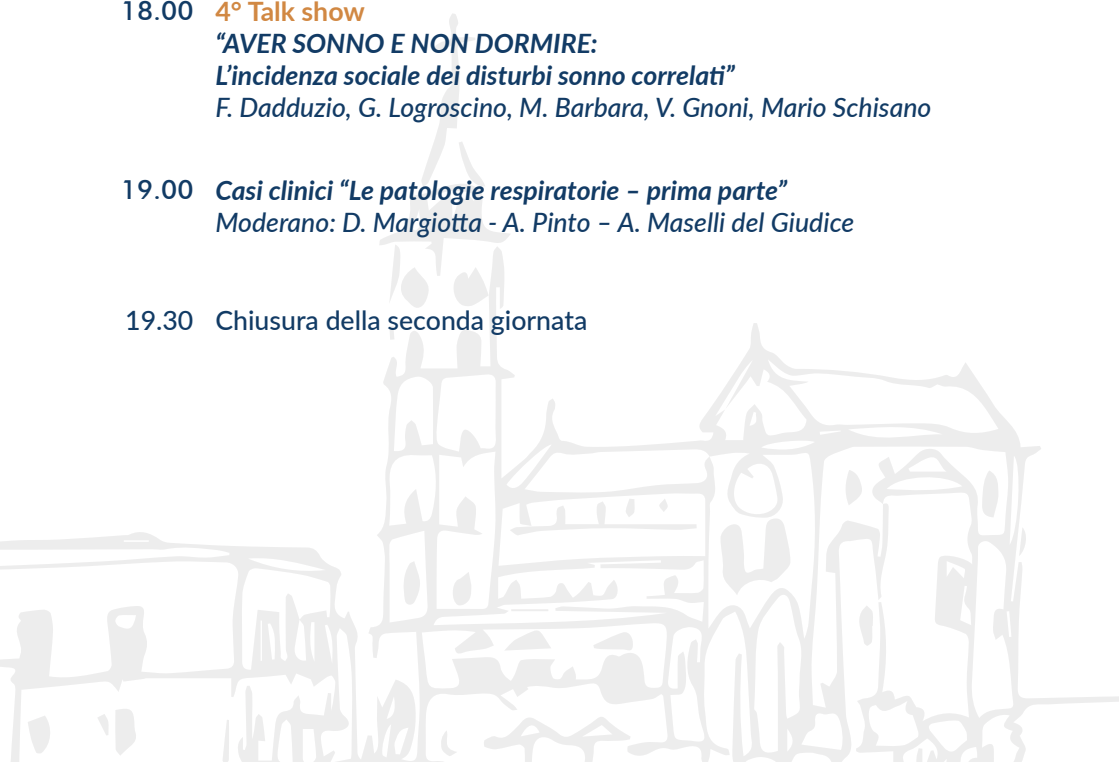 18.00 4° Talk show
“AVER SONNO E NON DORMIRE:
L’incidenza sociale dei disturbi sonno correlati”
F. Dadduzio, G. Logroscino, M. Barbara, V. Gnoni, Mario Schisano
19.00 Casi clinici “Le patologie respiratorie – prima parte”
Moderano: D. Margiotta - A. Pinto – A. Maselli del Giudice
19.30 Chiusura della seconda giornata